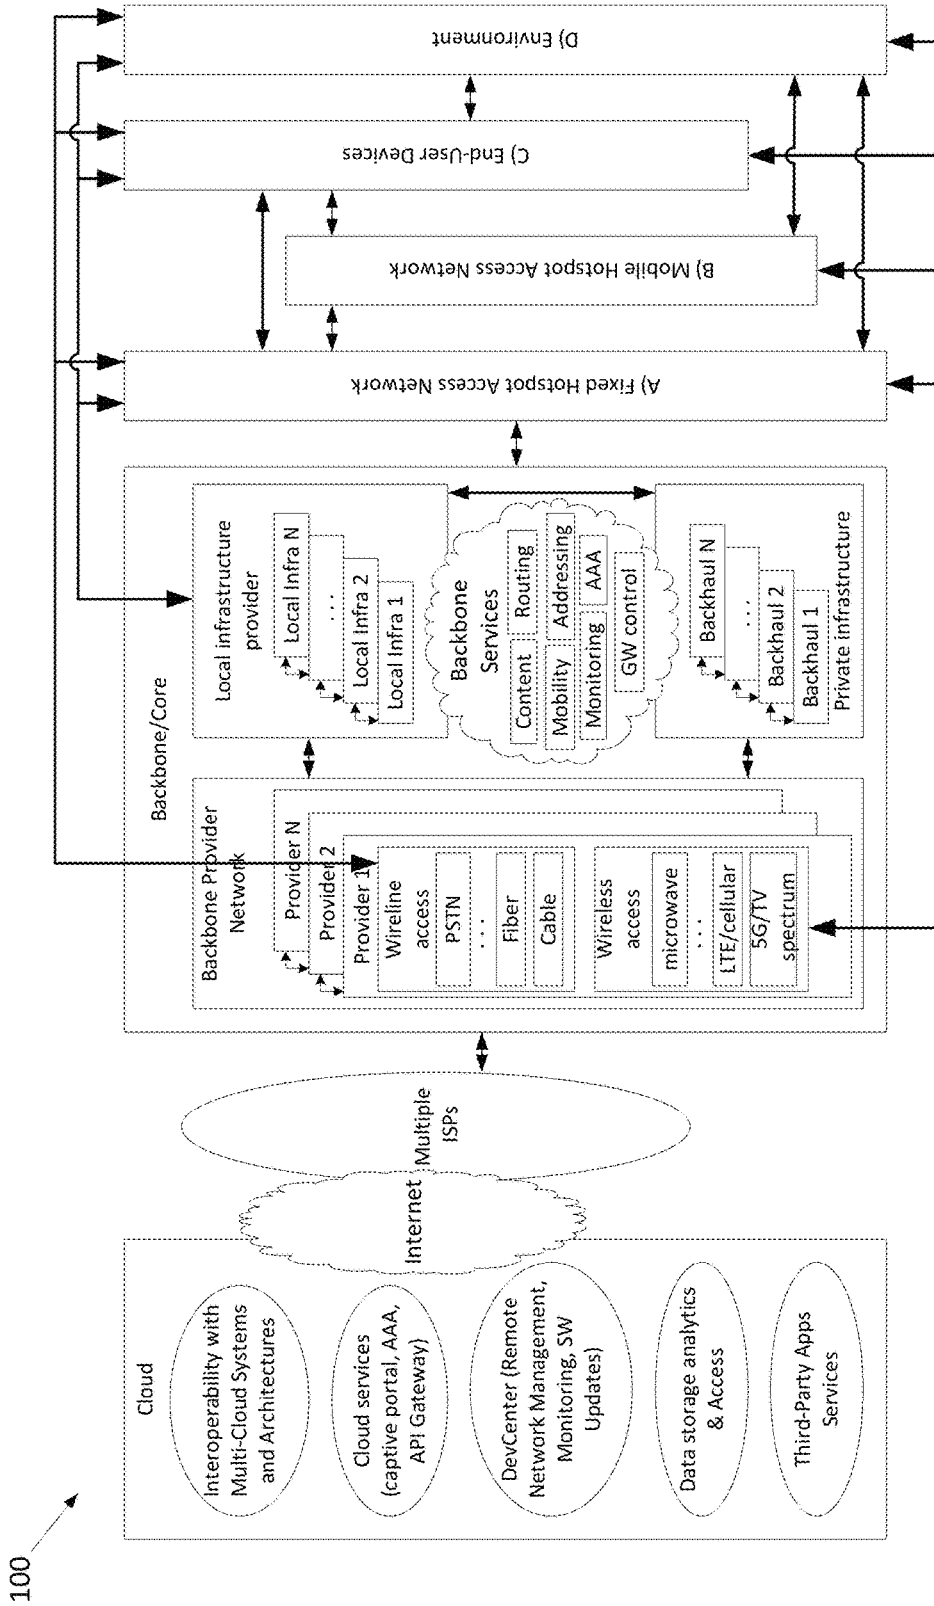 100
Cloud
Interoperability with
Multi-Cloud Systems
and Architectures
Cloud services
(captive portal, AAA,
API Gateway)
DevCenter (Remote
Network Management,
Monitoring, SW
Updates)
Data storage analytics
& Access
Third-Party Apps
Services
Internet
Multiple
ISPs
Backbone/Core
Backbone Provider
Network
Provider N
Provider 2
Provider 1
Wireline
access
PSTN
...
Fiber
Cable
Wireless
access
microwave
...
LTE/cellular
5G/TV
spectrum
Local infrastructure
provider
Local Infra N
...
Local Infra 2
Local Infra 1
Backbone
Services
Content
Routing
Mobility
Addressing
Monitoring
AAA
GW control
Backhaul N
...
Backhaul 2
Backhaul 1
Private infrastructure
A) Fixed Hotspot Access Network
B) Mobile Hotspot Access Network
C) End-User Devices
D) Environment